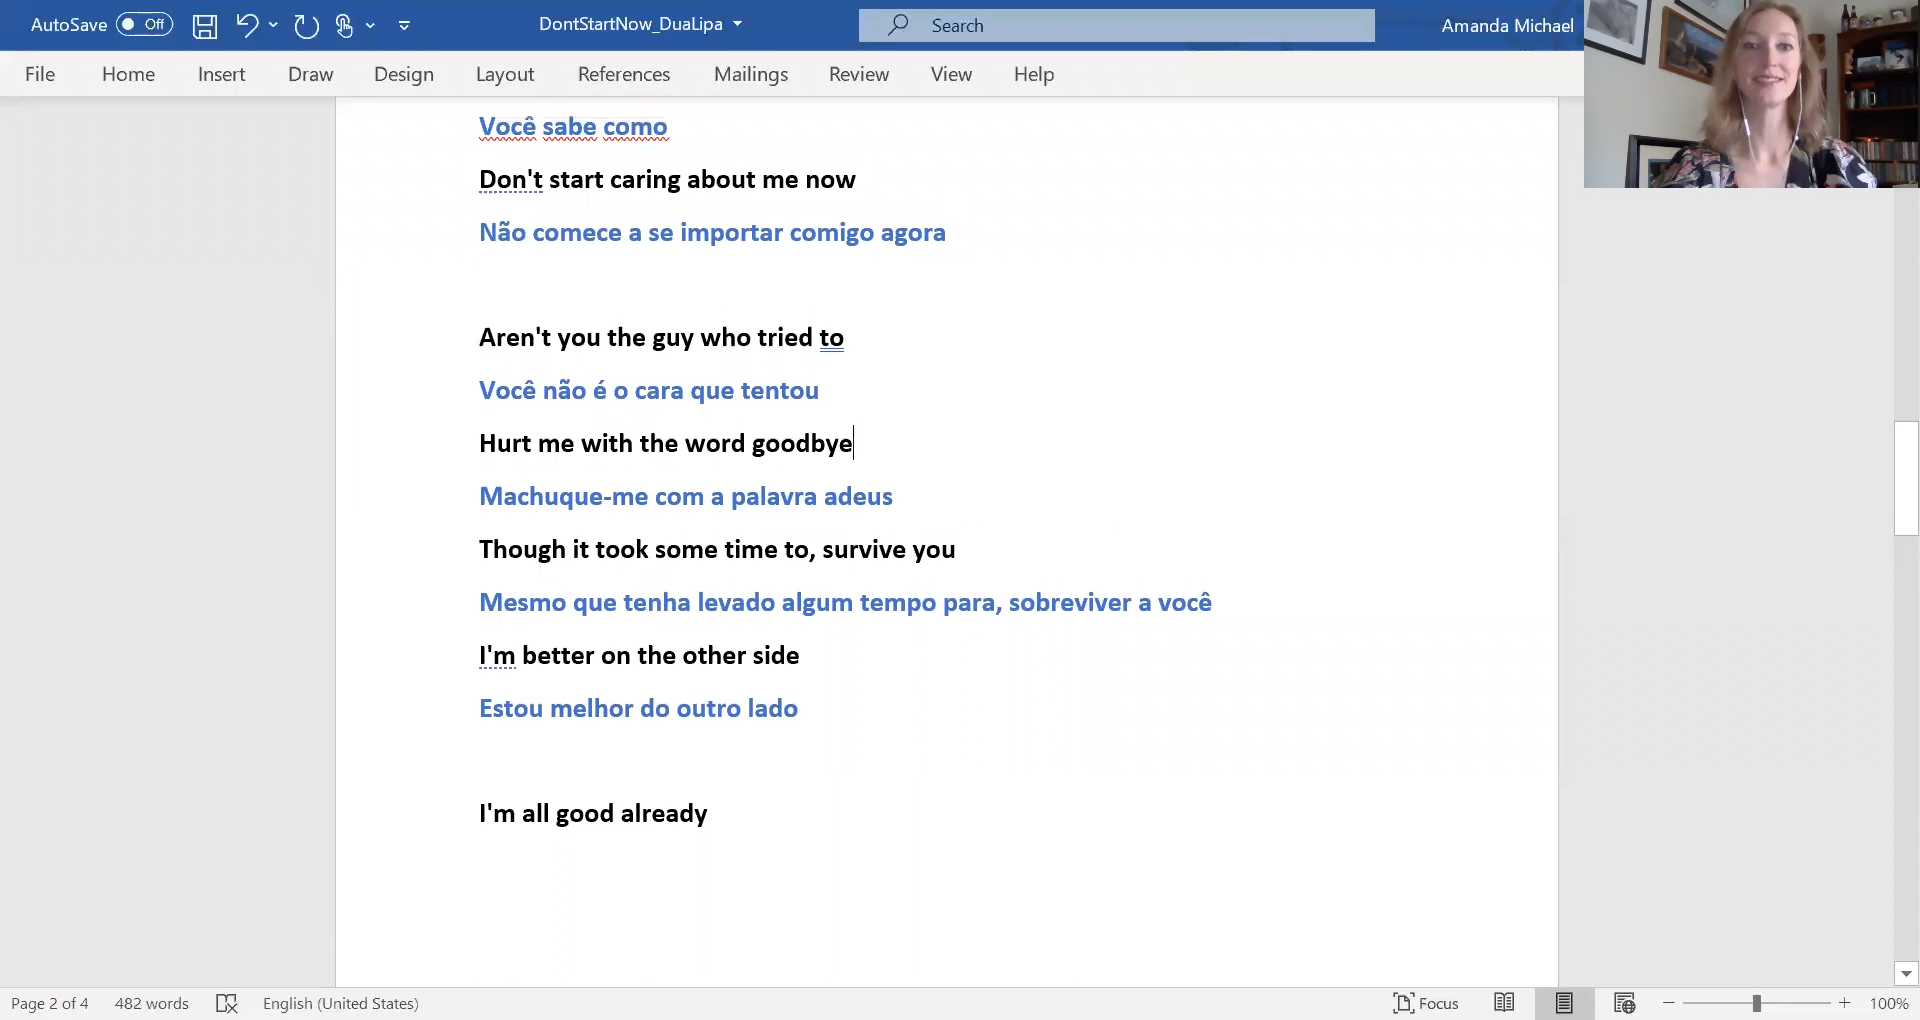 AutoSave Off DontStartNow_DuaLipa Search Amanda Michael
File Home Insert Draw Design Layout References Mailings Review View Help
Você sabe como
Don't start caring about me now
Não comece a se importar comigo agora
Aren't you the guy who tried to
Você não é o cara que tentou
Hurt me with the word goodbye
Machuque-me com a palavra adeus
Though it took some time to, survive you
Mesmo que tenha levado algum tempo para, sobreviver a você
I'm better on the other side
Estou melhor do outro lado
I'm all good already
Page 2 of 4 482 words English (United States) Focus 100%